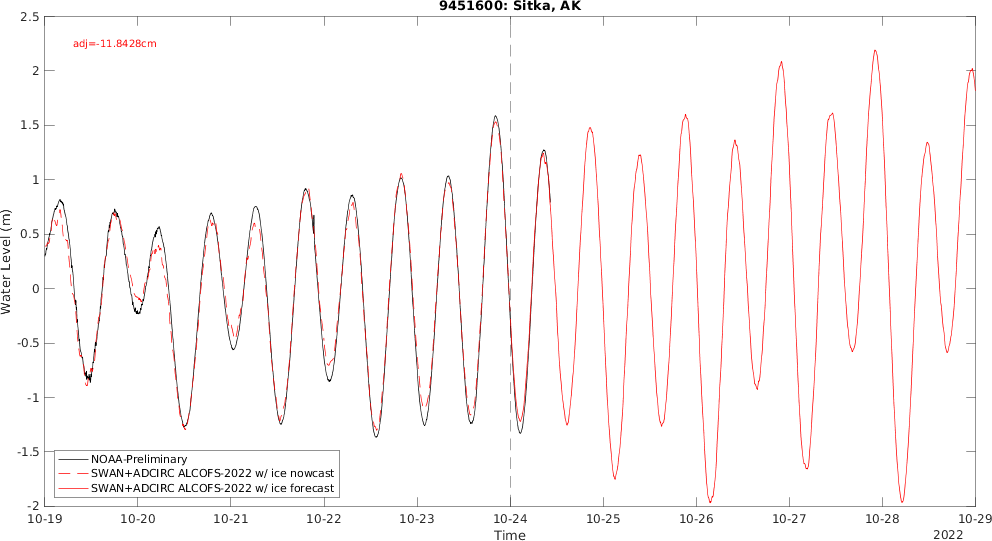 9451600: Sitka, AK
adj=-11.8428cm
Water Level (m)
2.5
2
1.5
1
0.5
0
-0.5
-1
-1.5
-2
NOAA-Preliminary
SWAN+ADCIRC ALCOFS-2022 w/ ice nowcast
SWAN+ADCIRC ALCOFS-2022 w/ ice forecast
10-19 10-20 10-21 10-22 10-23 10-24 10-25 10-26 10-27 10-28 10-29
Time
2022